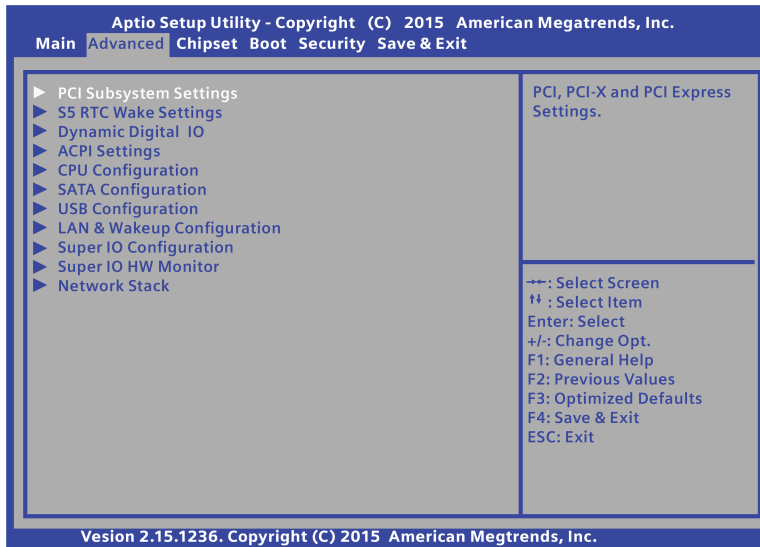 Aptio Setup Utility - Copyright (C) 2015 American Megatrends, Inc.
Main Advanced Chipset Boot Security Save & Exit
PCI Subsystem Settings
S5 RTC Wake Settings
Dynamic Digital IO
ACPI Settings
CPU Configuration
SATA Configuration
USB Configuration
LAN & Wakeup Configuration
Super IO Configuration
Super IO HW Monitor
Network Stack
PCI, PCI-X and PCI Express
Settings.
→←: Select Screen
↑↓ : Select Item
Enter: Select
+/-: Change Opt.
F1: General Help
F2: Previous Values
F3: Optimized Defaults
F4: Save & Exit
ESC: Exit
Vesion 2.15.1236. Copyright (C) 2015 American Megtrends, Inc.